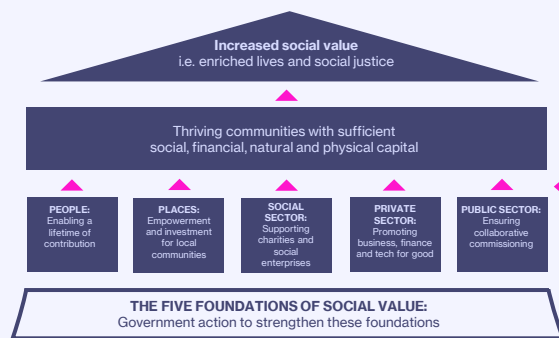 Increased social value
i.e. enriched lives and social justice
Thriving communities with sufficient
social, financial, natural and physical capital
PEOPLE:
Enabling a
lifetime of
contribution
PLACES:
Empowerment
and investment
for local
communities
SOCIAL
SECTOR:
Supporting
charities and
social
enterprises
PRIVATE
SECTOR:
Promoting
business, finance
and tech for good
PUBLIC SECTOR:
Ensuring
collaborative
commissioning
THE FIVE FOUNDATIONS OF SOCIAL VALUE:
Government action to strengthen these foundations